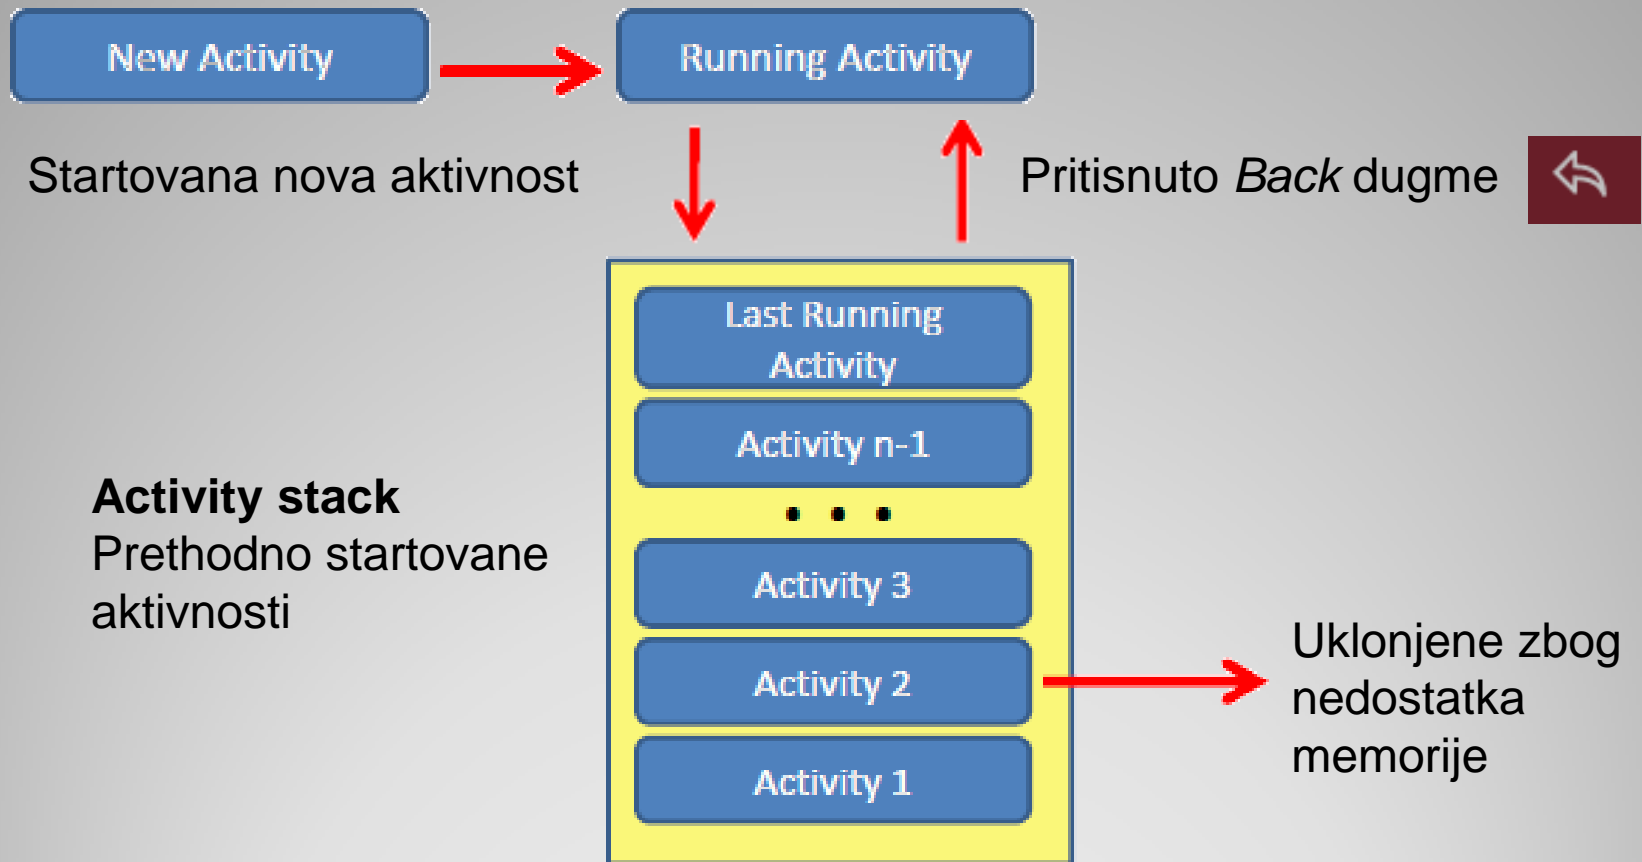 New Activity
Running Activity
Startovana nova aktivnost
Pritisnuto Back dugme
Last Running
Activity
Activity n-1
. . .
Activity stack
Prethodno startovane
aktivnosti
Activity 3
Activity 2
Activity 1
Uklonjene zbog
nedostatka
memorije